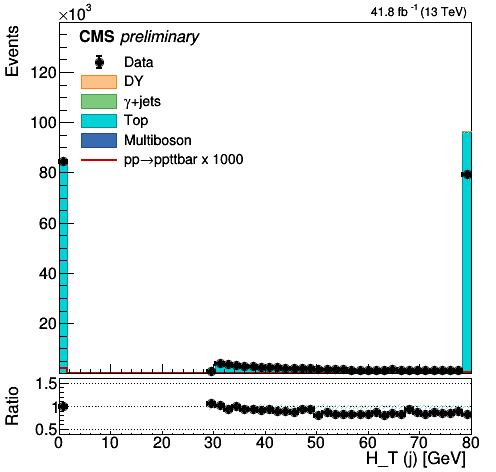 ×10³ 41.8 fb⁻¹ (13 TeV)
CMS preliminary
Data
DY
γ+jets
Top
Multiboson
pp→ppttbar x 1000
Events
120
100
80
60
40
20
Ratio
1.5
1
0.5
0 10 20 30 40 50 60 70 80
H_T (j) [GeV]